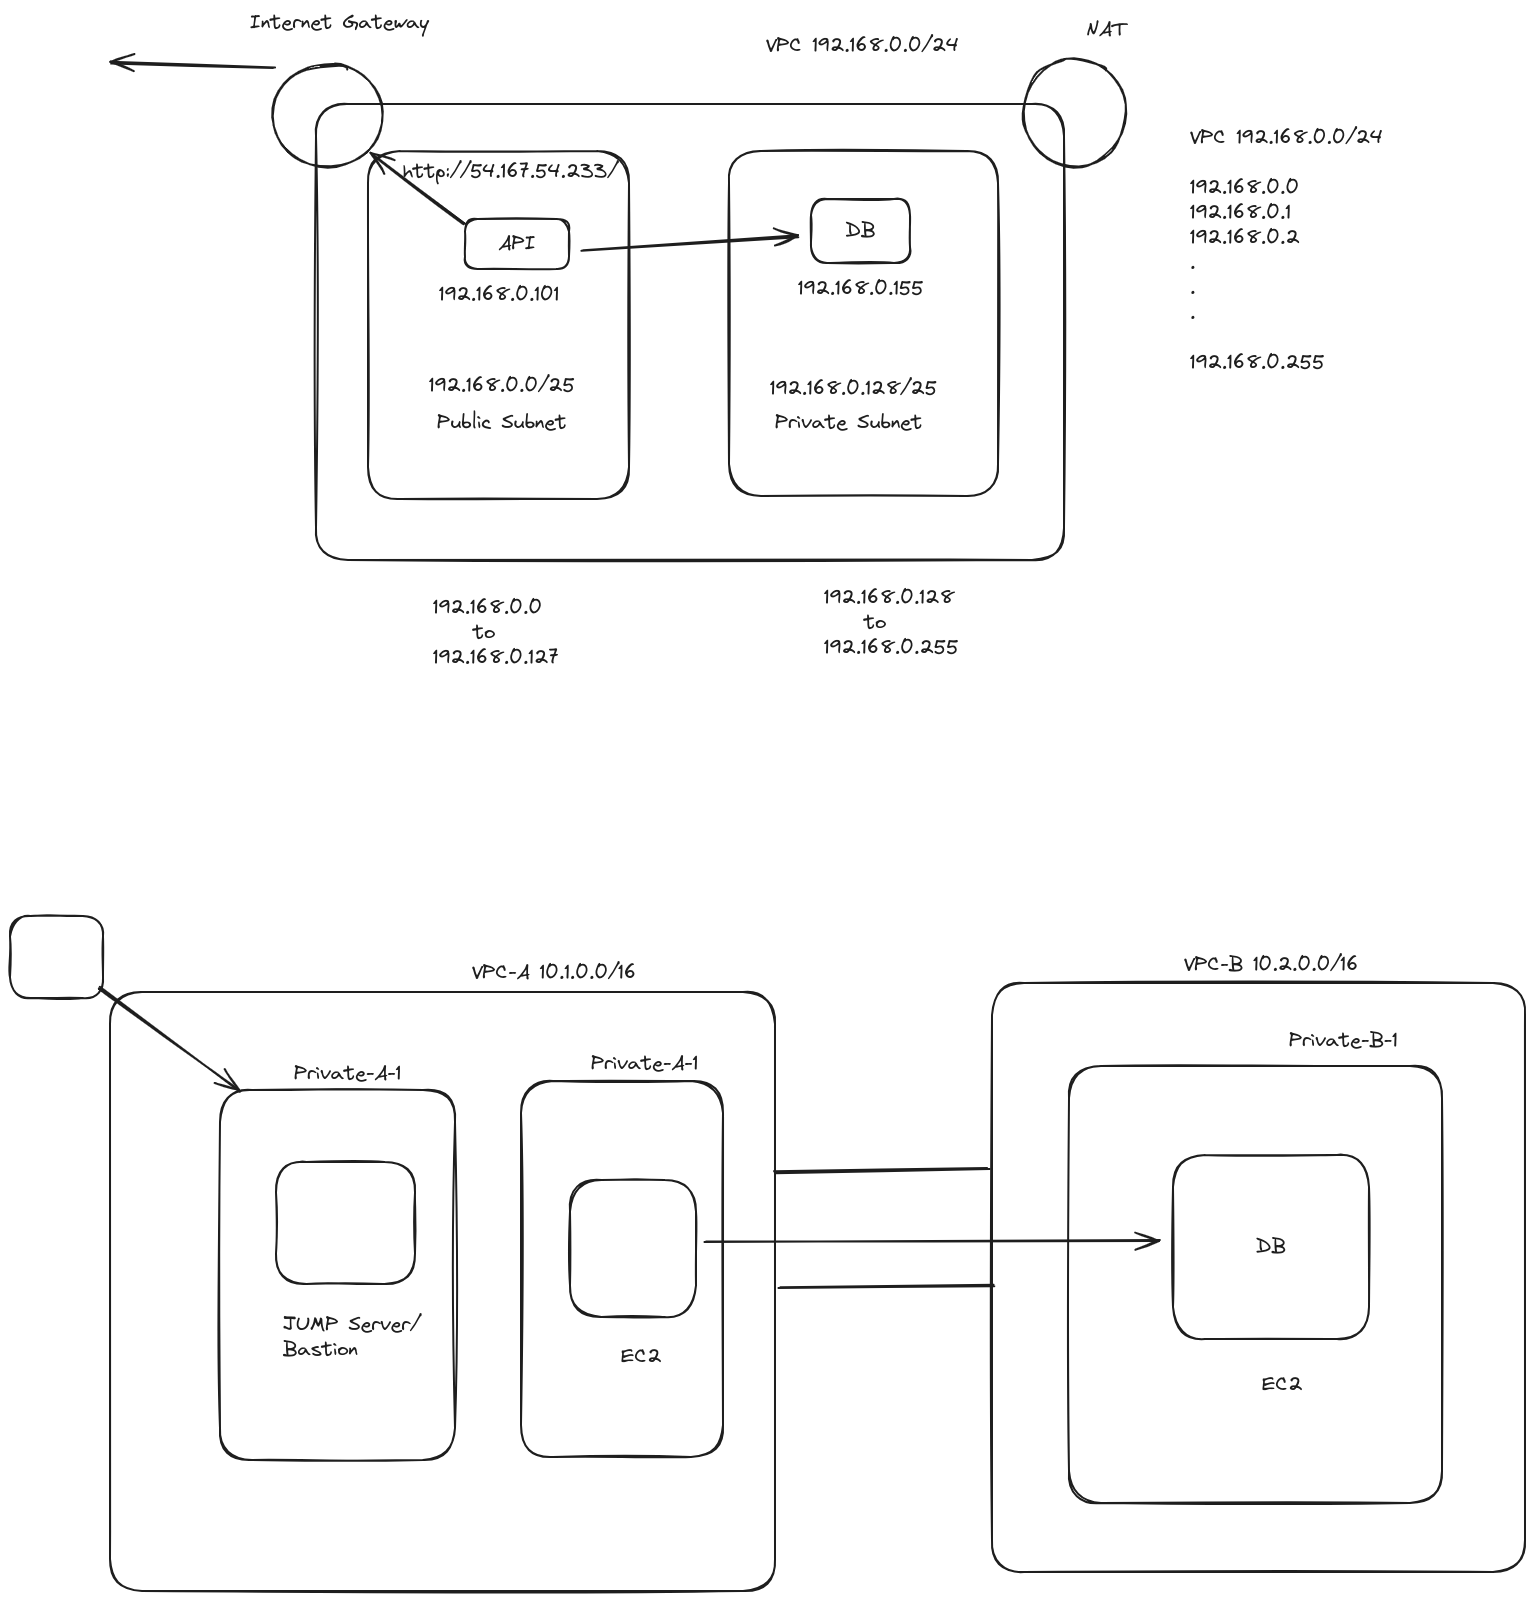 Internet Gateway
NAT
VPC 192.168.0.0/24
http://54.167.54.233/
API
192.168.0.101
192.168.0.0/25
Public Subnet
DB
192.168.0.155
192.168.0.128/25
Private Subnet
VPC 192.168.0.0/24
192.168.0.0
192.168.0.1
192.168.0.2
.
.
.
192.168.0.255
192.168.0.0
to
192.168.0.127
192.168.0.128
to
192.168.0.255
VPC-A 10.1.0.0/16
Private-A-1
JUMP Server/
Bastion
Private-A-1
EC2
VPC-B 10.2.0.0/16
Private-B-1
DB
EC2